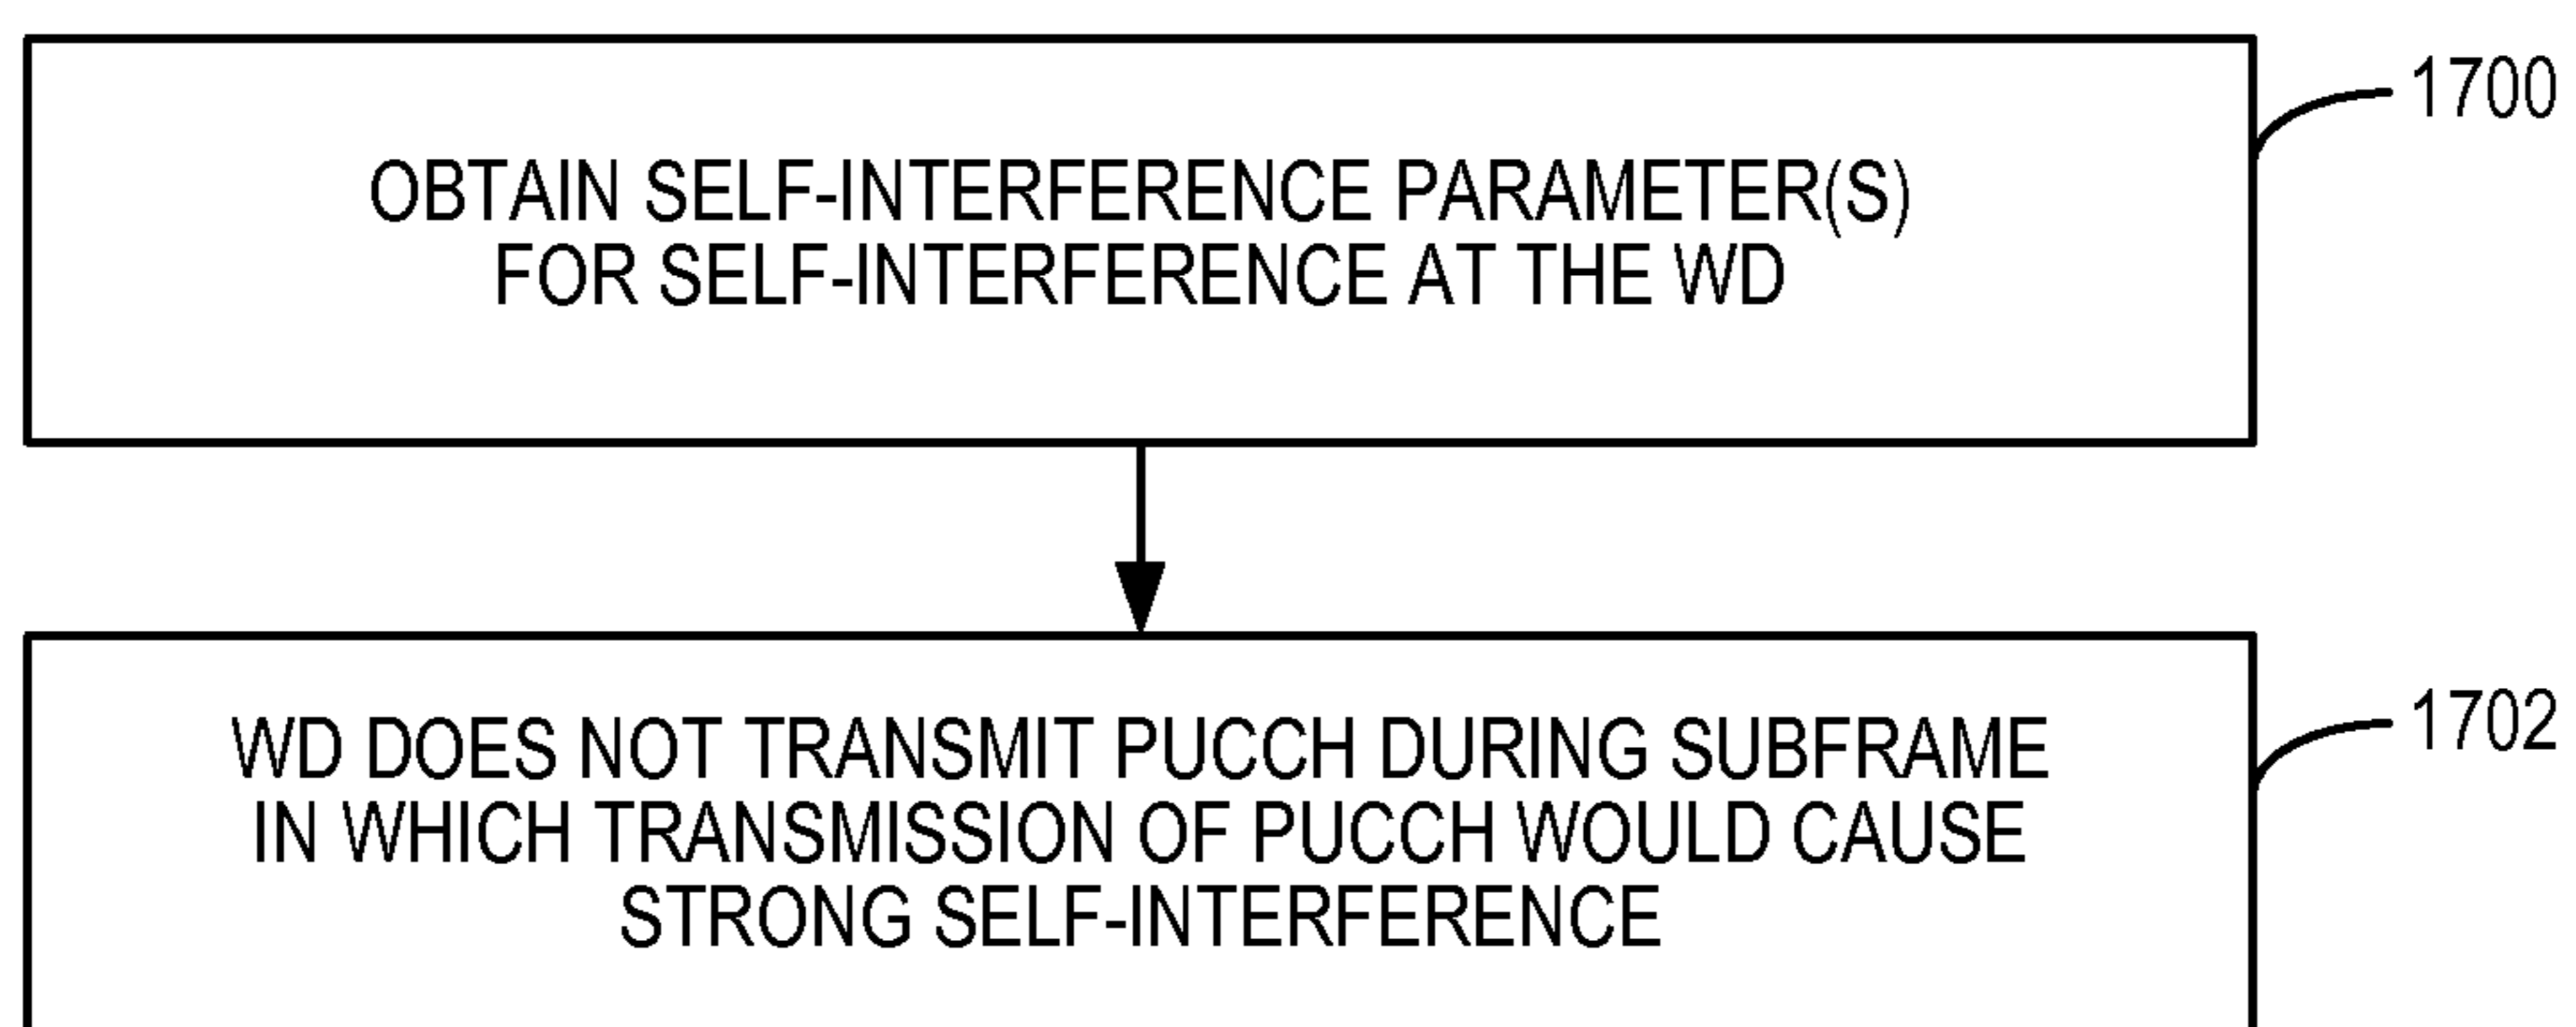 1700
OBTAIN SELF-INTERFERENCE PARAMETER(S)
FOR SELF-INTERFERENCE AT THE WD
1702
WD DOES NOT TRANSMIT PUCCH DURING SUBFRAME
IN WHICH TRANSMISSION OF PUCCH WOULD CAUSE
STRONG SELF-INTERFERENCE